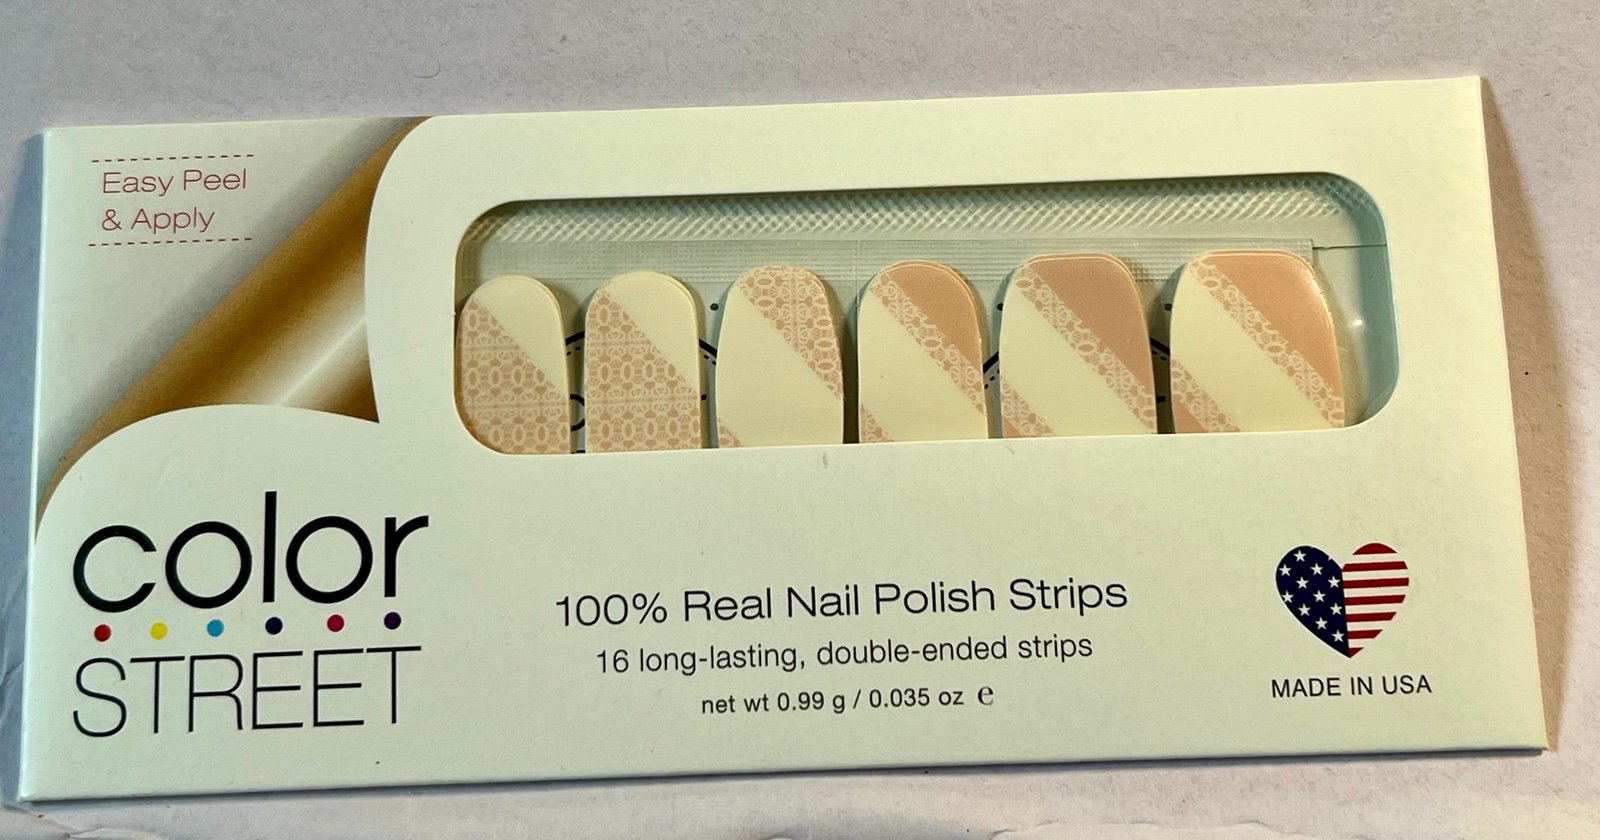 Easy Peel
& Apply
color
STREET
100% Real Nail Polish Strips
16 long-lasting, double-ended strips
net wt 0.99 g / 0.035 oz ℮
MADE IN USA